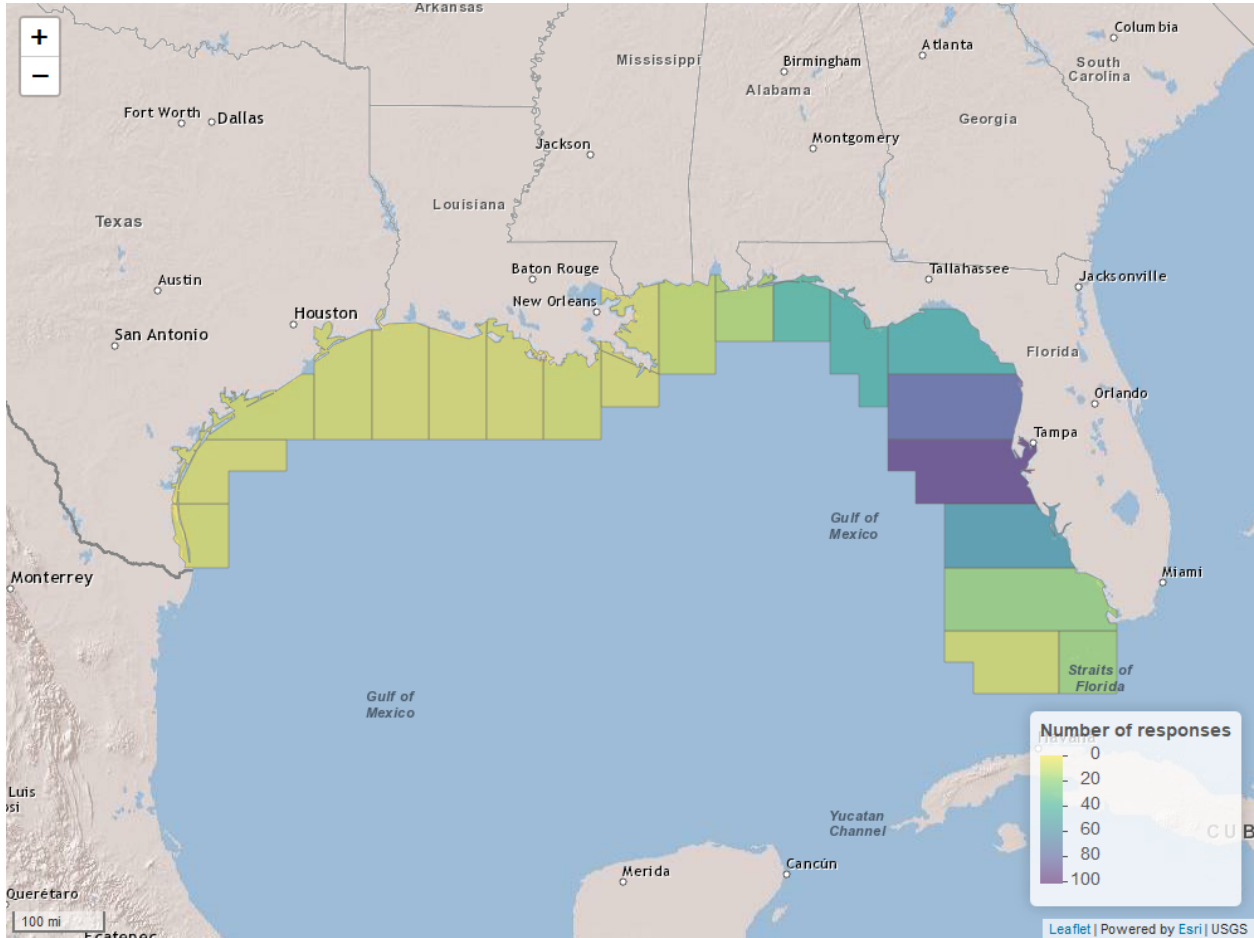 Arkansas
Columbia
+
Atlanta
Mississippi
Birmingham
South
Carolina
−
Alabama
Fort Worth
Dallas
Georgia
Montgomery
Jackson
Louisiana
Texas
Baton Rouge
Tallahassee
Jacksonville
Austin
New Orleans
Houston
San Antonio
Florida
Orlando
Tampa
Gulf of
Mexico
Miami
Monterrey
Straits of
Florida
Gulf of
Mexico
Number of responses
Havana
0
20
40
60
80
100
Luis
Yucatan
Channel
CUB
Cancún
Merida
Querétaro
100 mi
Ecatepec
Leaflet | Powered by Esri | USGS